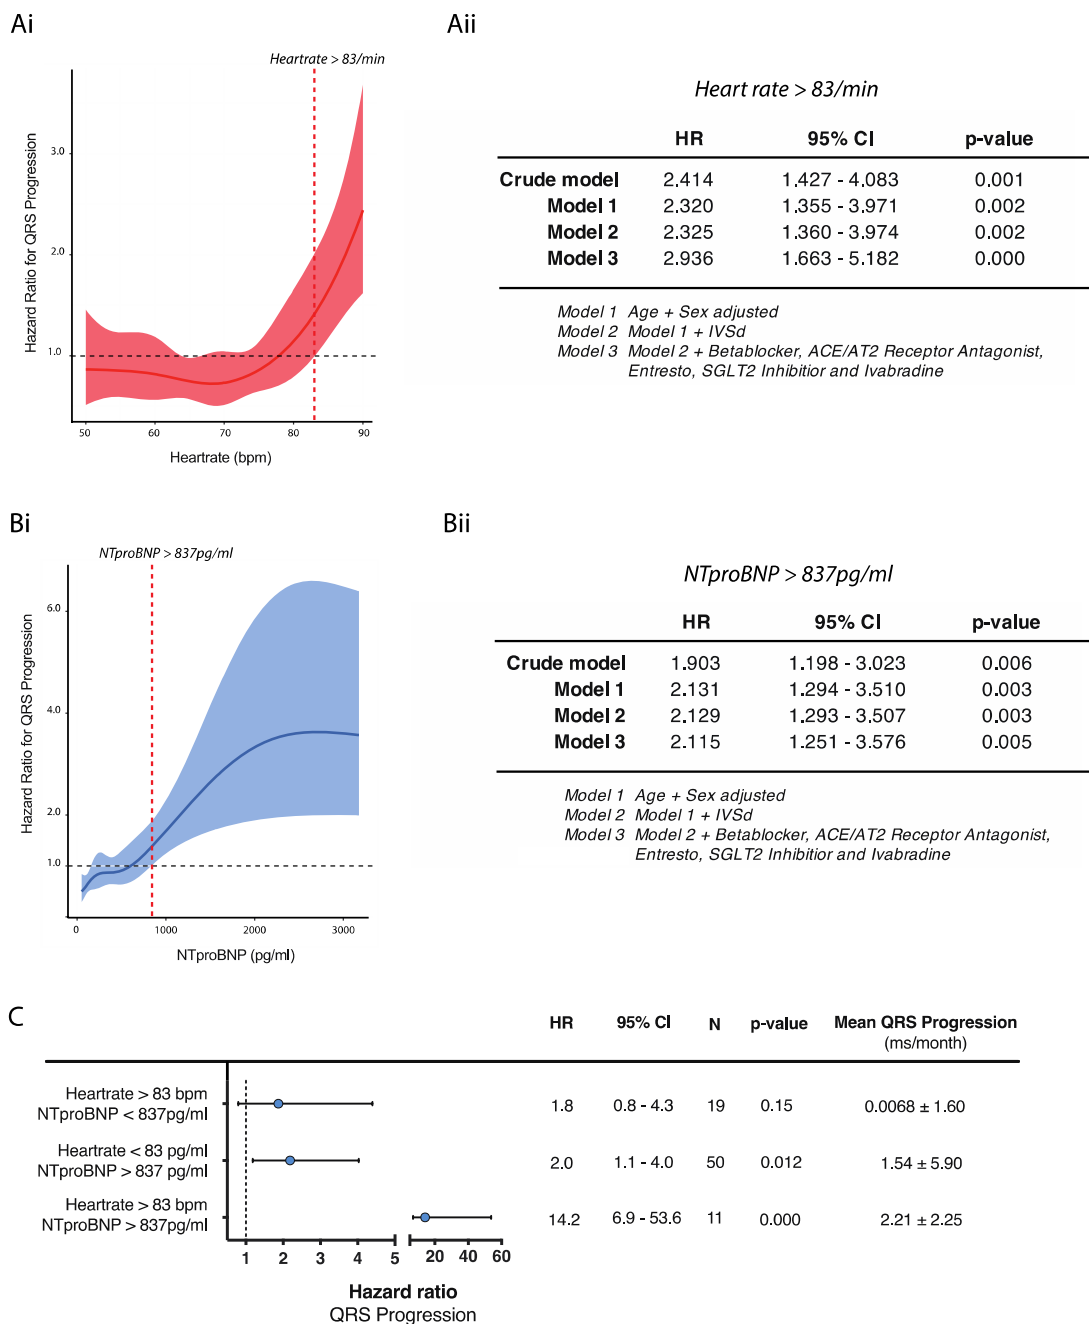 Ai
Heartrate > 83/min
3.0
2.0
1.0
Hazard Ratio for QRS Progression
50 60 70 80 90
Heartrate (bpm)
Aii
Heart rate > 83/min
HR 95% CI p-value
Crude model 2.414 1.427 - 4.083 0.001
Model 1 2.320 1.355 - 3.971 0.002
Model 2 2.325 1.360 - 3.974 0.002
Model 3 2.936 1.663 - 5.182 0.000
Model 1 Age + Sex adjusted
Model 2 Model 1 + IVSd
Model 3 Model 2 + Betablocker, ACE/AT2 Receptor Antagonist,
Entresto, SGLT2 Inhibitior and Ivabradine
Bi
NTproBNP > 837pg/ml
6.0
4.0
2.0
1.0
Hazard Ratio for QRS Progression
0 1000 2000 3000
NTproBNP (pg/ml)
Bii
NTproBNP > 837pg/ml
HR 95% CI p-value
Crude model 1.903 1.198 - 3.023 0.006
Model 1 2.131 1.294 - 3.510 0.003
Model 2 2.129 1.293 - 3.507 0.003
Model 3 2.115 1.251 - 3.576 0.005
Model 1 Age + Sex adjusted
Model 2 Model 1 + IVSd
Model 3 Model 2 + Betablocker, ACE/AT2 Receptor Antagonist,
Entresto, SGLT2 Inhibitior and Ivabradine
C
HR 95% CI N p-value Mean QRS Progression
(ms/month)
Heartrate > 83 bpm
NTproBNP < 837pg/ml
1.8 0.8 - 4.3 19 0.15 0.0068 ± 1.60
Heartrate < 83 pg/ml
NTproBNP > 837 pg/ml
2.0 1.1 - 4.0 50 0.012 1.54 ± 5.90
Heartrate > 83 bpm
NTproBNP > 837pg/ml
14.2 6.9 - 53.6 11 0.000 2.21 ± 2.25
1 2 3 4 5 20 40 60
Hazard ratio
QRS Progression